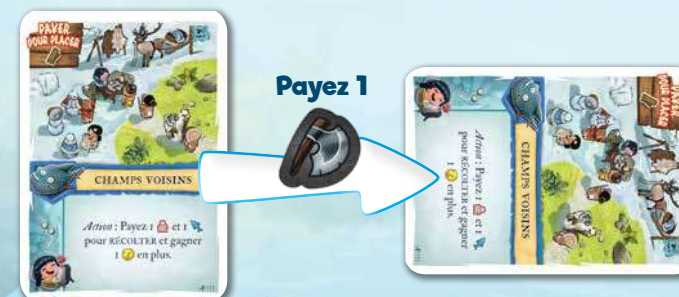 PAYER
POUR PLACER
CHAMPS VOISINS
Action : Payez 1 et 1
pour RÉCOLTER et gagner
1 en plus.
Payez 1
PAYER
POUR PLACER
CHAMPS VOISINS
Action : Payez 1 et 1
pour RÉCOLTER et gagner
1 en plus.